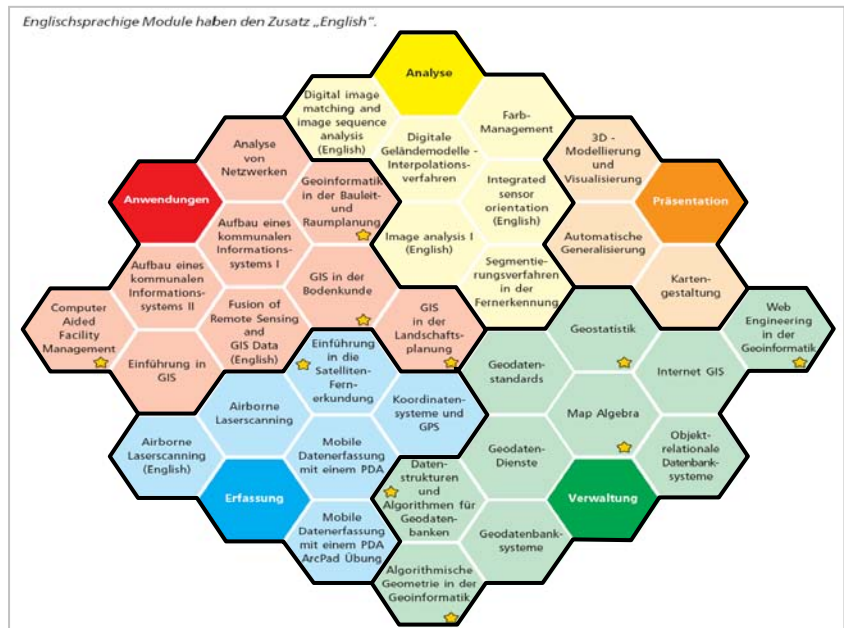 Englischsprachige Module haben den Zusatz „English".
Analyse
Digital image
matching and
image sequence
analysis
(English)
Farb-
Management
Digitale
Geländemodelle -
Interpolations-
verfahren
Integrated
sensor
orientation
(English)
Image analysis I
(English)
Segmentie-
rungsverfahren
in der
Fernerkennung
3D -
Modellierung
und
Visualisierung
Präsentation
Automatische
Generalisierung
Karten-
gestaltung
Analyse
von
Netzwerken
Anwendungen
Geoinformatik
in der Bauleit-
und
Raumplanung
Aufbau eines
kommunalen
Informations-
systems I
Aufbau eines
kommunalen
Informations-
systems II
GIS in der
Bodenkunde
Computer
Aided
Facility
Management
Fusion of
Remote Sensing
and
GIS Data
(English)
GIS
in der
Landschafts-
planung
Einführung in
GIS
Einführung
in die
Satelliten-
Fern-
erkundung
Airborne
Laserscanning
Koordinaten-
systeme und
GPS
Airborne
Laserscanning
(English)
Mobile
Datenerfassung
mit einem PDA
Erfassung
Mobile
Datenerfassung
mit einem PDA
ArcPad Übung
Geostatistik
Web
Engineering
in der
Geoinformatik
Geodaten-
standards
Internet GIS
Map Algebra
Geodaten-
Dienste
Objekt-
relationale
Datenbank-
systeme
Daten-
strukturen
und
Algorithmen für
Geodaten-
banken
Verwaltung
Geodatenbank-
systeme
Algorithmische
Geometrie in der
Geoinformatik